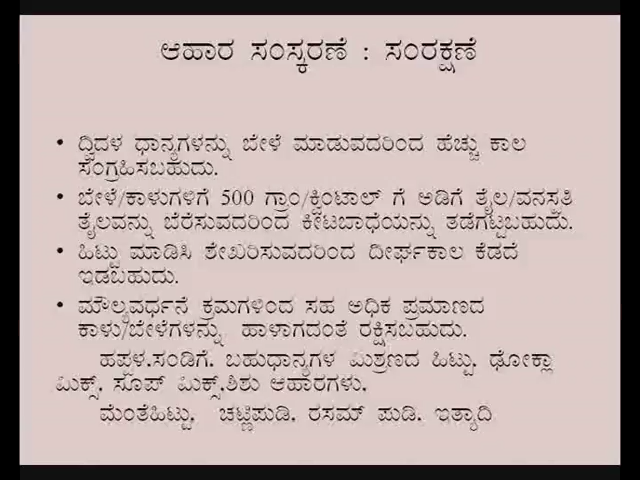 ಆಹಾರ ಸಂಸ್ಕರಣೆ : ಸಂರಕ್ಷಣೆ
• ದ್ವಿದಳ ಧಾನ್ಯಗಳನ್ನು ಬೇಳೆ ಮಾಡುವದರಿಂದ ಹೆಚ್ಚು ಕಾಲ
ಸಂಗ್ರಹಿಸಬಹುದು.
• ಬೇಳೆ/ಕಾಳುಗಳಿಗೆ 500 ಗ್ರಾಂ/ಕ್ವಿಂಟಾಲ್ ಗೆ ಅಡಿಗೆ ತೈಲ/ವನಸ್ಪತಿ
ತೈಲವನ್ನು ಬೆರೆಸುವದರಿಂದ ಕೀಟಬಾಧೆಯನ್ನು ತಡೆಗಟ್ಟಬಹುದು.
• ಹಿಟ್ಟು ಮಾಡಿಸಿ ಶೇಖರಿಸುವದರಿಂದ ದೀರ್ಘಕಾಲ ಕೆಡದೆ
ಇಡಬಹುದು.
• ಮೌಲ್ಯವರ್ಧನೆ ಕ್ರಮಗಳಿಂದ ಸಹ ಅಧಿಕ ಪ್ರಮಾಣದ
ಕಾಳು/ಬೇಳೆಗಳನ್ನು ಹಾಳಾಗದಂತೆ ರಕ್ಷಿಸಬಹುದು.
ಹಪ್ಪಳ.ಸಂಡಿಗೆ. ಬಹುಧಾನ್ಯಗಳ ಮಿಶ್ರಣದ ಹಿಟ್ಟು. ಢೋಕ್ಲಾ
ಮಿಕ್ಸ್. ಸೂಪ್ ಮಿಕ್ಸ್.ಶಿಶು ಆಹಾರಗಳು.
ಮೆಂತೆಹಿಟ್ಟು. ಚಟ್ಣಿಪುಡಿ. ರಸಮ್ ಪುಡಿ. ಇತ್ಯಾದಿ